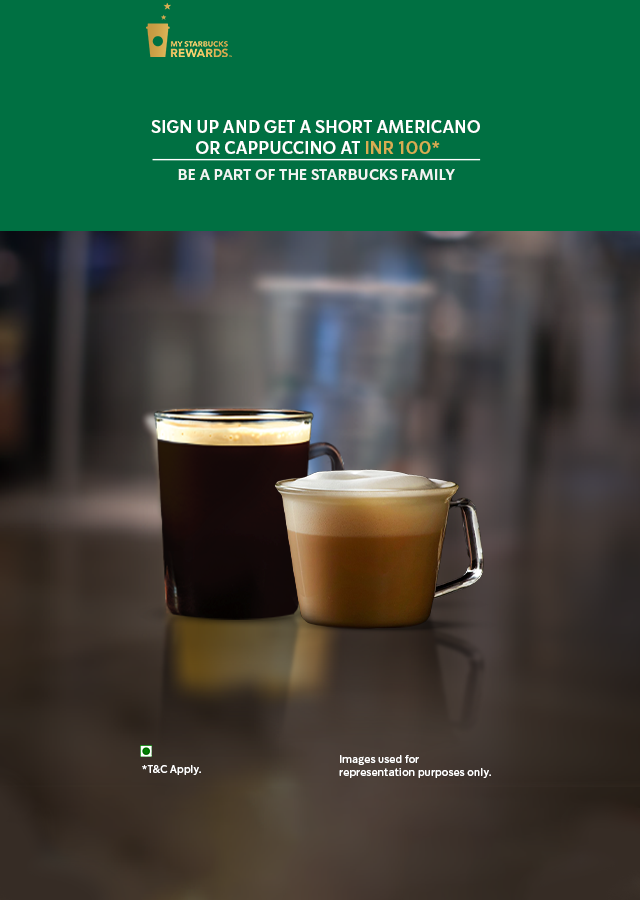 MY STARBUCKS
REWARDS™
SIGN UP AND GET A SHORT AMERICANO
OR CAPPUCCINO AT INR 100*
BE A PART OF THE STARBUCKS FAMILY
*T&C Apply.
Images used for
representation purposes only.